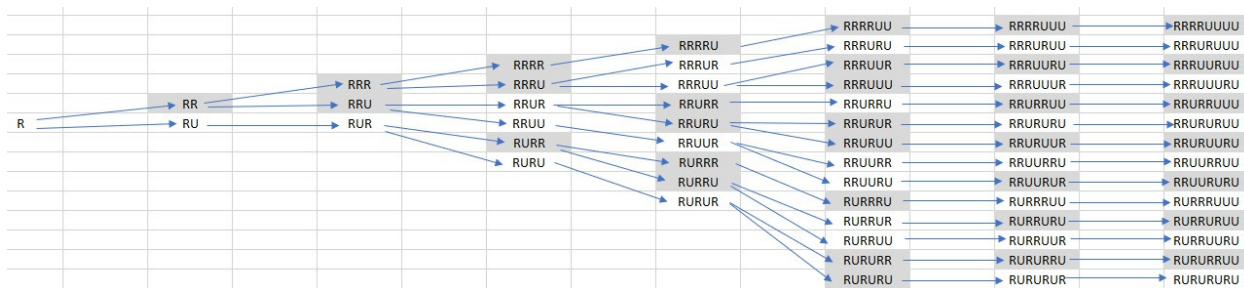 RRRRUU RRRRUUU RRRRUUUU
RRRRU RRRURU RRRURUU RRRURUUU
RRRR RRRUR RRRUUR RRRUURU RRRUURUU
RRR RRRU RRRUU RRRUUU RRRUUUR RRRUUURU
RR RRU RRUR RRURR RRURRU RRURRUU RRURRUUU
R RU RUR RRUU RRURU RRURUR RRURURU RRURURUU
RURR RRUUR RRURUU RRURUUR RRURUURU
RURU RURRR RRUURR RRUURRU RRUURRUU
RURRU RRUURU RRUURUR RRUURURU
RURUR RURRRU RURRRUU RURRRUUU
RURRUR RURRURU RURRURUU
RURRUU RURRUUR RURRUURU
RURURR RURURRU RURURRUU
RURURU RURURUR RURURURU